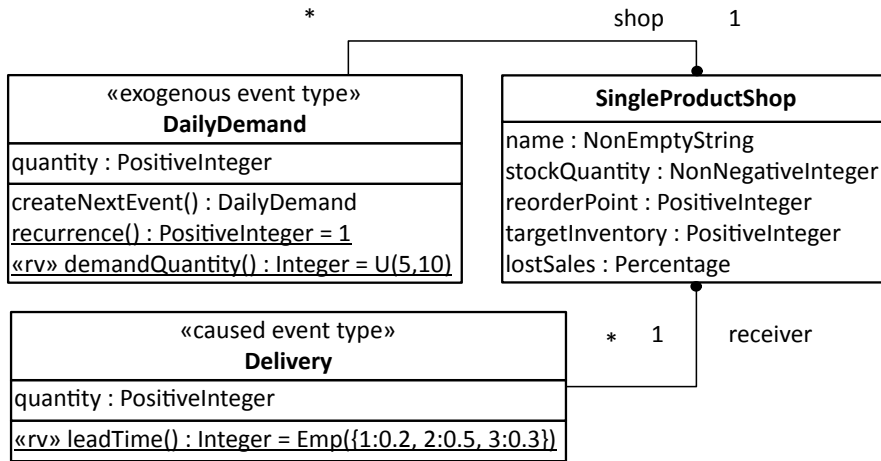 * shop 1
«exogenous event type»
DailyDemand
quantity : PositiveInteger
createNextEvent() : DailyDemand
recurrence() : PositiveInteger = 1
«rv» demandQuantity() : Integer = U(5,10)
SingleProductShop
name : NonEmptyString
stockQuantity : NonNegativeInteger
reorderPoint : PositiveInteger
targetInventory : PositiveInteger
lostSales : Percentage
«caused event type»
Delivery
quantity : PositiveInteger
«rv» leadTime() : Integer = Emp({1:0.2, 2:0.5, 3:0.3})
* 1 receiver